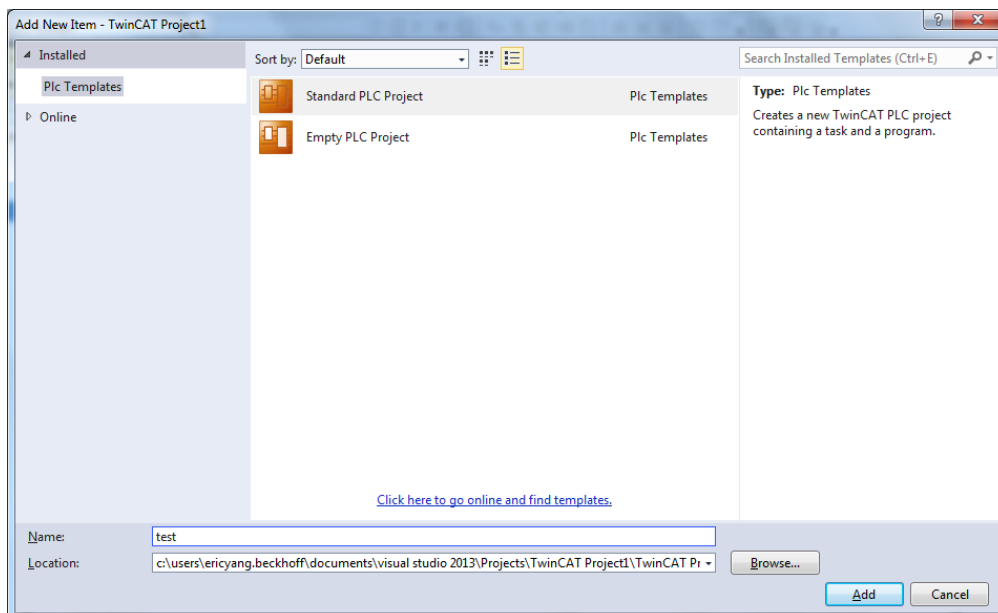 Add New Item - TwinCAT Project1
Installed
Plc Templates
Online
Sort by: Default
Search Installed Templates (Ctrl+E)
Standard PLC Project Plc Templates
Empty PLC Project Plc Templates
Type: Plc Templates
Creates a new TwinCAT PLC project
containing a task and a program.
Click here to go online and find templates.
Name: test
Location: c:\users\ericyang.beckhoff\documents\visual studio 2013\Projects\TwinCAT Project1\TwinCAT Pr
Browse...
Add Cancel